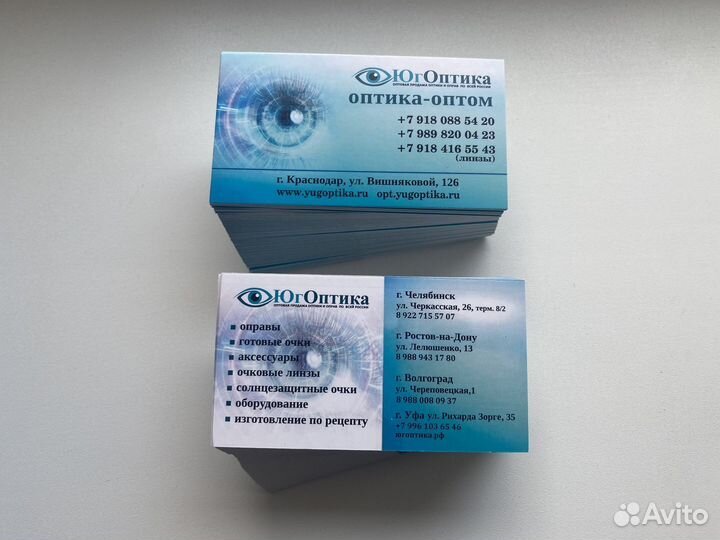 ЮгОптика
ОПТОВАЯ ПРОДАЖА ОПТИКИ И ОПРАВ ПО ВСЕЙ РОССИИ
оптика-оптом
+7 918 088 54 20
+7 989 820 04 23
+7 918 416 55 43
(линзы)
г. Краснодар, ул. Вишняковой, 126
www.yugoptika.ru opt.yugoptika.ru
ЮгОптика
ОПТОВАЯ ПРОДАЖА ОПТИКИ И ОПРАВ ПО ВСЕЙ РОССИИ
▪ оправы
▪ готовые очки
▪ аксессуары
▪ очковые линзы
▪ солнцезащитные очки
▪ оборудование
▪ изготовление по рецепту
г. Челябинск
ул. Черкасская, 26, терм. 8/2
8 922 715 57 07
г. Ростов-на-Дону
ул. Лелюшенко, 13
8 988 943 17 80
г. Волгоград
ул. Череповецкая,1
8 988 008 09 37
г. Уфа ул. Рихарда Зорге, 35
+7 996 103 65 46
югоптика.рф
Avito